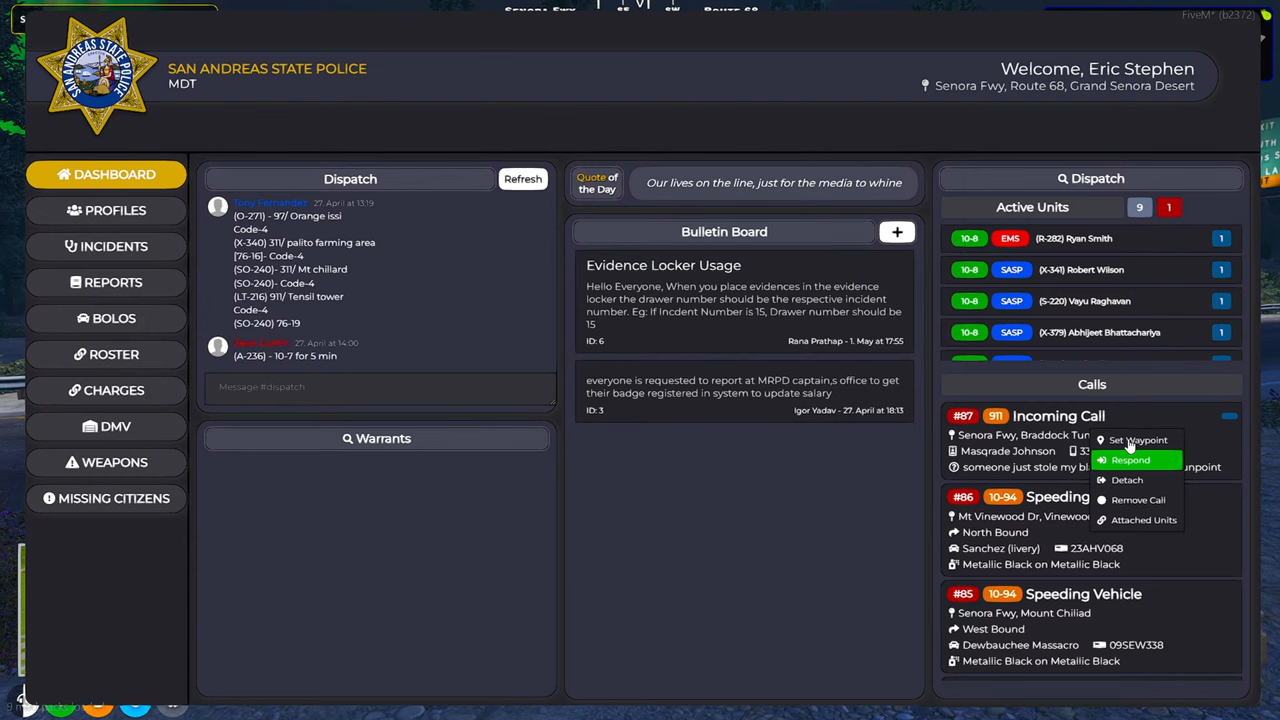 Senora Fwy
SE
SW
Route 68
FiveM* (b2372)
SAN ANDREAS STATE POLICE
MDT
Welcome, Eric Stephen
Senora Fwy, Route 68, Grand Senora Desert
DASHBOARD
PROFILES
INCIDENTS
REPORTS
BOLOS
ROSTER
CHARGES
DMV
WEAPONS
MISSING CITIZENS
Dispatch
Refresh
Tony Fernandez 27. April at 13:19
(O-271) - 97/ Orange issi
Code-4
(X-340) 311/ palito farming area
[76-16]- Code-4
(SO-240)- 311/ Mt chillard
(SO-240)- Code-4
(LT-216) 911/ Tensil tower
Code-4
(SO-240) 76-19
27. April at 14:00
(A-236) - 10-7 for 5 min
Message #dispatch
Warrants
Quote of
the Day
Our lives on the line, just for the media to whine
Bulletin Board
+
Evidence Locker Usage
Hello Everyone, When you place evidences in the evidence
locker the drawer number should be the respective incident
number. Eg: If Incdent Number is 15, Drawer number should be
15
ID: 6
Rana Prathap - 1. May at 17:55
everyone is requested to report at MRPD captain,s office to get
their badge registered in system to update salary
ID: 3
Igor Yadav - 27. April at 18:13
Dispatch
Active Units 9 1
10-8 EMS (R-282) Ryan Smith 1
10-8 SASP (X-341) Robert Wilson 1
10-8 SASP (S-220) Vayu Raghavan 1
10-8 SASP (X-379) Abhijeet Bhattachariya 1
Calls
#87 911 Incoming Call
Senora Fwy, Braddock Tun
Masqrade Johnson 33
someone just stole my bl unpoint
Set Waypoint
Respond
Detach
Remove Call
Attached Units
#86 10-94 Speeding
Mt Vinewood Dr, Vinewoo
North Bound
Sanchez (livery) 23AHV068
Metallic Black on Metallic Black
#85 10-94 Speeding Vehicle
Senora Fwy, Mount Chiliad
West Bound
Dewbauchee Massacro 09SEW338
Metallic Black on Metallic Black